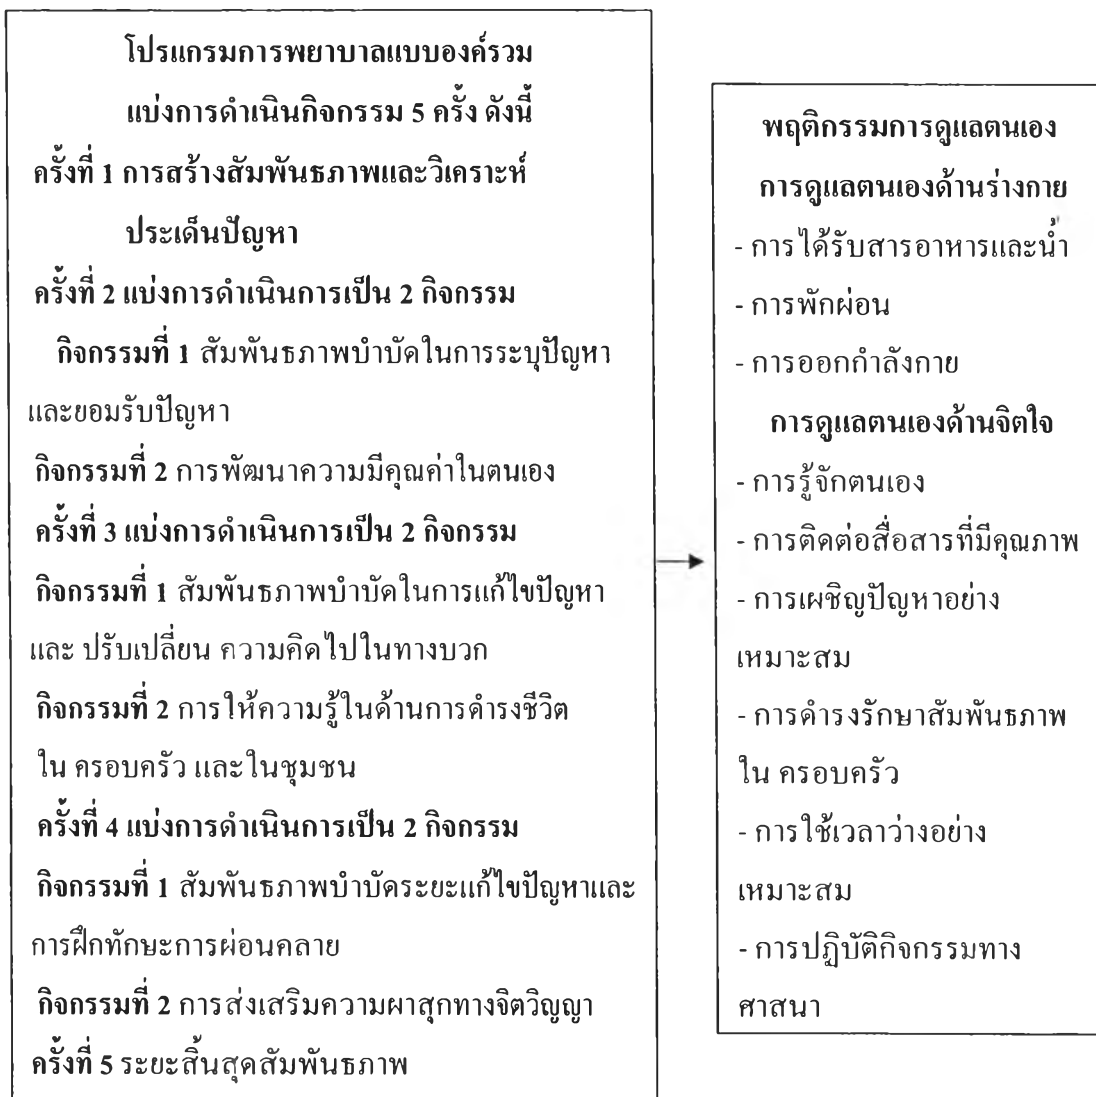 โปรแกรมการพยาบาลแบบองค์รวม
แบ่งการดำเนินกิจกรรม 5 ครั้ง ดังนี้
ครั้งที่ 1 การสร้างสัมพันธภาพและวิเคราะห์
ประเด็นปัญหา
ครั้งที่ 2 แบ่งการดำเนินการเป็น 2 กิจกรรม
กิจกรรมที่ 1 สัมพันธภาพบำบัดในการระบุปัญหา
และยอมรับปัญหา
กิจกรรมที่ 2 การพัฒนาความมีคุณค่าในตนเอง
ครั้งที่ 3 แบ่งการดำเนินการเป็น 2 กิจกรรม
กิจกรรมที่ 1 สัมพันธภาพบำบัดในการแก้ไขปัญหา
และ ปรับเปลี่ยน ความคิดไปในทางบวก
กิจกรรมที่ 2 การให้ความรู้ในด้านการดำรงชีวิต
ใน ครอบครัว และในชุมชน
ครั้งที่ 4 แบ่งการดำเนินการเป็น 2 กิจกรรม
กิจกรรมที่ 1 สัมพันธภาพบำบัดระยะแก้ไขปัญหาและ
การฝึกทักษะการผ่อนคลาย
กิจกรรมที่ 2 การส่งเสริมความผาสุกทางจิตวิญญา
ครั้งที่ 5 ระยะสิ้นสุดสัมพันธภาพ
พฤติกรรมการดูแลตนเอง
การดูแลตนเองด้านร่างกาย
- การได้รับสารอาหารและน้ำ
- การพักผ่อน
- การออกกำลังกาย
การดูแลตนเองด้านจิตใจ
- การรู้จักตนเอง
- การติดต่อสื่อสารที่มีคุณภาพ
- การเผชิญปัญหาอย่าง
เหมาะสม
- การดำรงรักษาสัมพันธภาพ
ใน ครอบครัว
- การใช้เวลาว่างอย่าง
เหมาะสม
- การปฏิบัติกิจกรรมทาง
ศาสนา